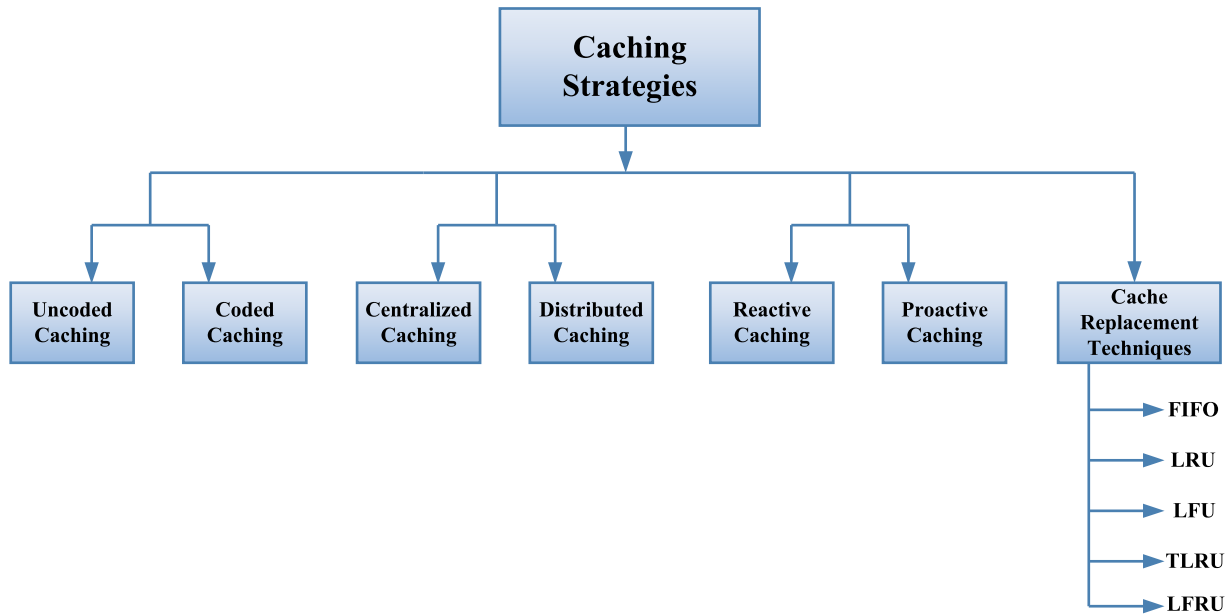 Caching
Strategies
Uncoded
Caching
Coded
Caching
Centralized
Caching
Distributed
Caching
Reactive
Caching
Proactive
Caching
Cache
Replacement
Techniques
FIFO
LRU
LFU
TLRU
LFRU